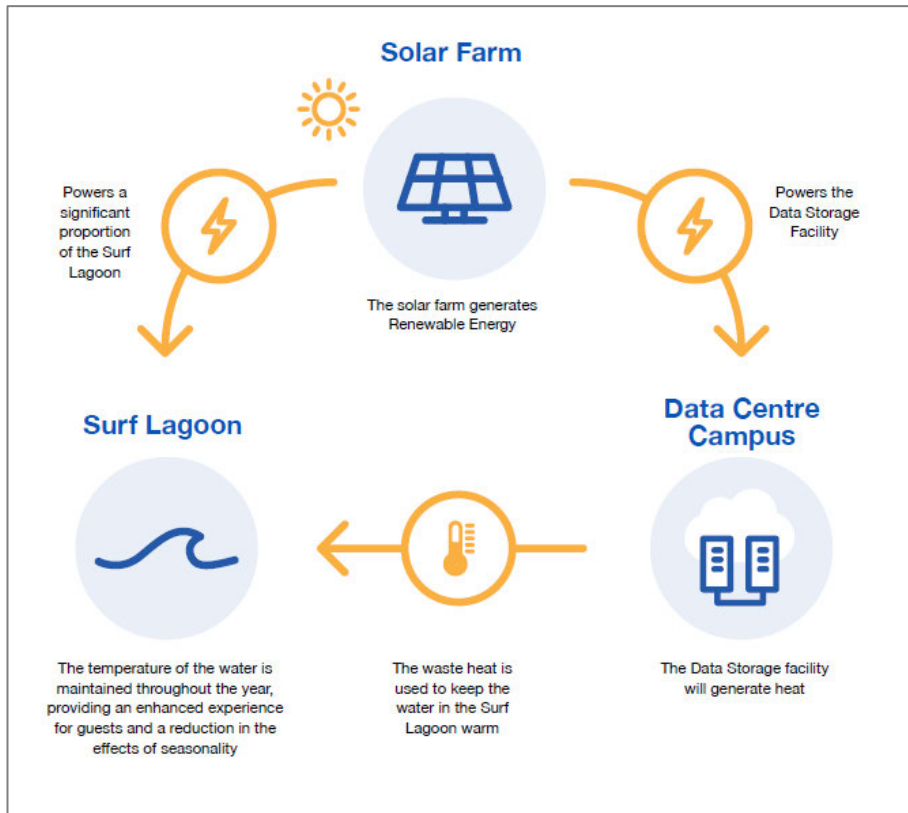 Solar Farm
Powers a
significant
proportion
of the Surf
Lagoon
Powers the
Data Storage
Facility
The solar farm generates
Renewable Energy
Surf Lagoon
Data Centre
Campus
The temperature of the water is
maintained throughout the year,
providing an enhanced experience
for guests and a reduction in the
effects of seasonality
The waste heat is
used to keep the
water in the Surf
Lagoon warm
The Data Storage facility
will generate heat